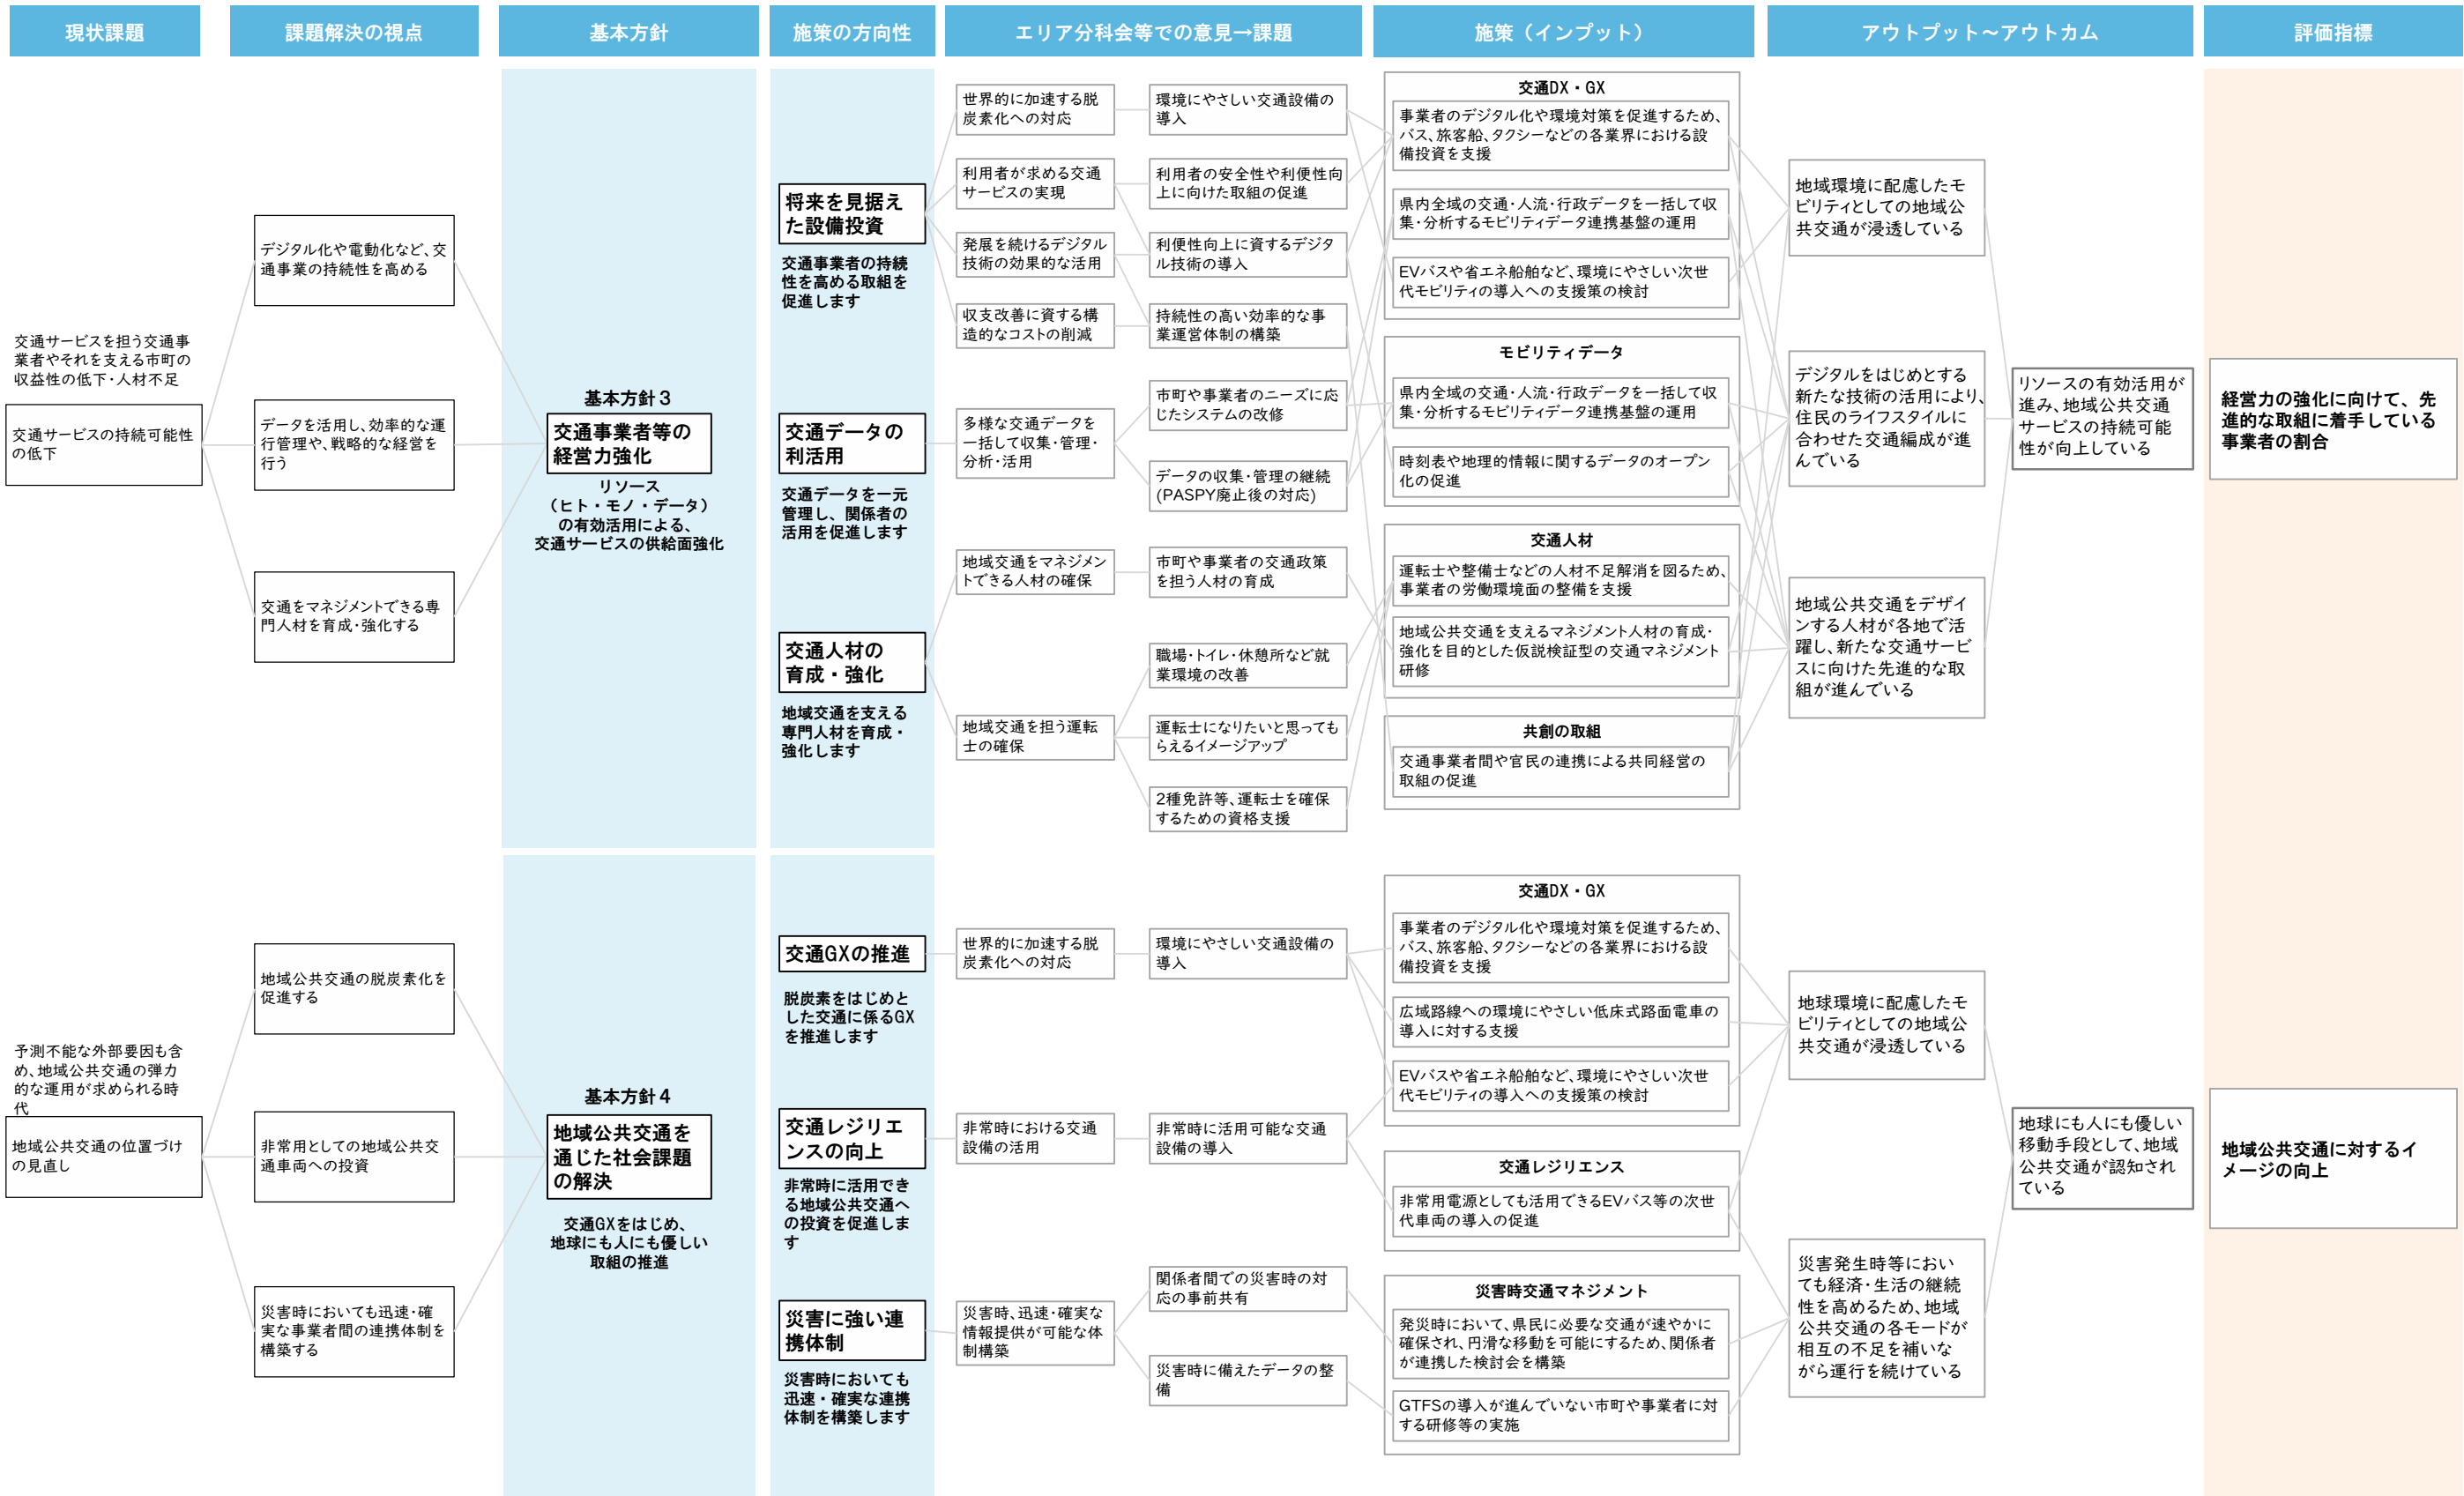 現状課題
課題解決の視点
基本方針
施策の方向性
エリア分科会等での意見→課題
施策（インプット）
アウトプット～アウトカム
評価指標
交通サービスを担う交通事
業者やそれを支える市町の
収益性の低下・人材不足
交通サービスの持続可能性
の低下
デジタル化や電動化など、交
通事業の持続性を高める
データを活用し、効率的な運
行管理や、戦略的な経営を
行う
交通をマネジメントできる専
門人材を育成・強化する
基本方針３
交通事業者等の
経営力強化
リソース
（ヒト・モノ・データ）
の有効活用による、
交通サービスの供給面強化
将来を見据え
た設備投資
交通事業者の持続
性を高める取組を
促進します
交通データの
利活用
交通データを一元
管理し、関係者の
活用を促進します
交通人材の
育成・強化
地域交通を支える
専門人材を育成・
強化します
世界的に加速する脱
炭素化への対応
利用者が求める交通
サービスの実現
発展を続けるデジタル
技術の効果的な活用
収支改善に資する構
造的なコストの削減
多様な交通データを
一括して収集・管理・
分析・活用
地域交通をマネジメン
トできる人材の確保
地域交通を担う運転
士の確保
環境にやさしい交通設備の
導入
利用者の安全性や利便性向
上に向けた取組の促進
利便性向上に資するデジタ
ル技術の導入
持続性の高い効率的な事
業運営体制の構築
市町や事業者のニーズに応
じたシステムの改修
データの収集・管理の継続
(PASPY廃止後の対応)
市町や事業者の交通政策
を担う人材の育成
職場・トイレ・休憩所など就
業環境の改善
運転士になりたいと思っても
らえるイメージアップ
2種免許等、運転士を確保
するための資格支援
交通DX・GX
事業者のデジタル化や環境対策を促進するため、
バス、旅客船、タクシーなどの各業界における設
備投資を支援
県内全域の交通・人流・行政データを一括して収
集・分析するモビリティデータ連携基盤の運用
EVバスや省エネ船舶など、環境にやさしい次世
代モビリティの導入への支援策の検討
モビリティデータ
県内全域の交通・人流・行政データを一括して収
集・分析するモビリティデータ連携基盤の運用
時刻表や地理的情報に関するデータのオープン
化の促進
交通人材
運転士や整備士などの人材不足解消を図るため、
事業者の労働環境面の整備を支援
地域公共交通を支えるマネジメント人材の育成・
強化を目的とした仮説検証型の交通マネジメント
研修
共創の取組
交通事業者間や官民の連携による共同経営の
取組の促進
地域環境に配慮したモ
ビリティとしての地域公
共交通が浸透している
デジタルをはじめとする
新たな技術の活用により、
住民のライフスタイルに
合わせた交通編成が進
んでいる
地域公共交通をデザイ
ンする人材が各地で活
躍し、新たな交通サービ
スに向けた先進的な取
組が進んでいる
リソースの有効活用が
進み、地域公共交通
サービスの持続可能
性が向上している
経営力の強化に向けて、先
進的な取組に着手している
事業者の割合
予測不能な外部要因も含
め、地域公共交通の弾力
的な運用が求められる時
代
地域公共交通の位置づけ
の見直し
地域公共交通の脱炭素化を
促進する
非常用としての地域公共交
通車両への投資
災害時においても迅速・確
実な事業者間の連携体制を
構築する
基本方針４
地域公共交通を
通じた社会課題
の解決
交通GXをはじめ、
地球にも人にも優しい
取組の推進
交通GXの推進
脱炭素をはじめと
した交通に係るGX
を推進します
交通レジリエ
ンスの向上
非常時に活用でき
る地域公共交通へ
の投資を促進しま
す
災害に強い連
携体制
災害時においても
迅速・確実な連携
体制を構築します
世界的に加速する脱
炭素化への対応
非常時における交通
設備の活用
災害時、迅速・確実な
情報提供が可能な体
制構築
環境にやさしい交通設備の
導入
非常時に活用可能な交通
設備の導入
関係者間での災害時の対
応の事前共有
災害時に備えたデータの整
備
交通DX・GX
事業者のデジタル化や環境対策を促進するため、
バス、旅客船、タクシーなどの各業界における設
備投資を支援
広域路線への環境にやさしい低床式路面電車の
導入に対する支援
EVバスや省エネ船舶など、環境にやさしい次世
代モビリティの導入への支援策の検討
交通レジリエンス
非常用電源としても活用できるEVバス等の次世
代車両の導入の促進
災害時交通マネジメント
発災時において、県民に必要な交通が速やかに
確保され、円滑な移動を可能にするため、関係者
が連携した検討会を構築
GTFSの導入が進んでいない市町や事業者に対
する研修等の実施
地球環境に配慮したモ
ビリティとしての地域公
共交通が浸透している
災害発生時等におい
ても経済・生活の継続
性を高めるため、地域
公共交通の各モードが
相互の不足を補いな
がら運行を続けている
地球にも人にも優しい
移動手段として、地域
公共交通が認知され
ている
地域公共交通に対するイ
メージの向上